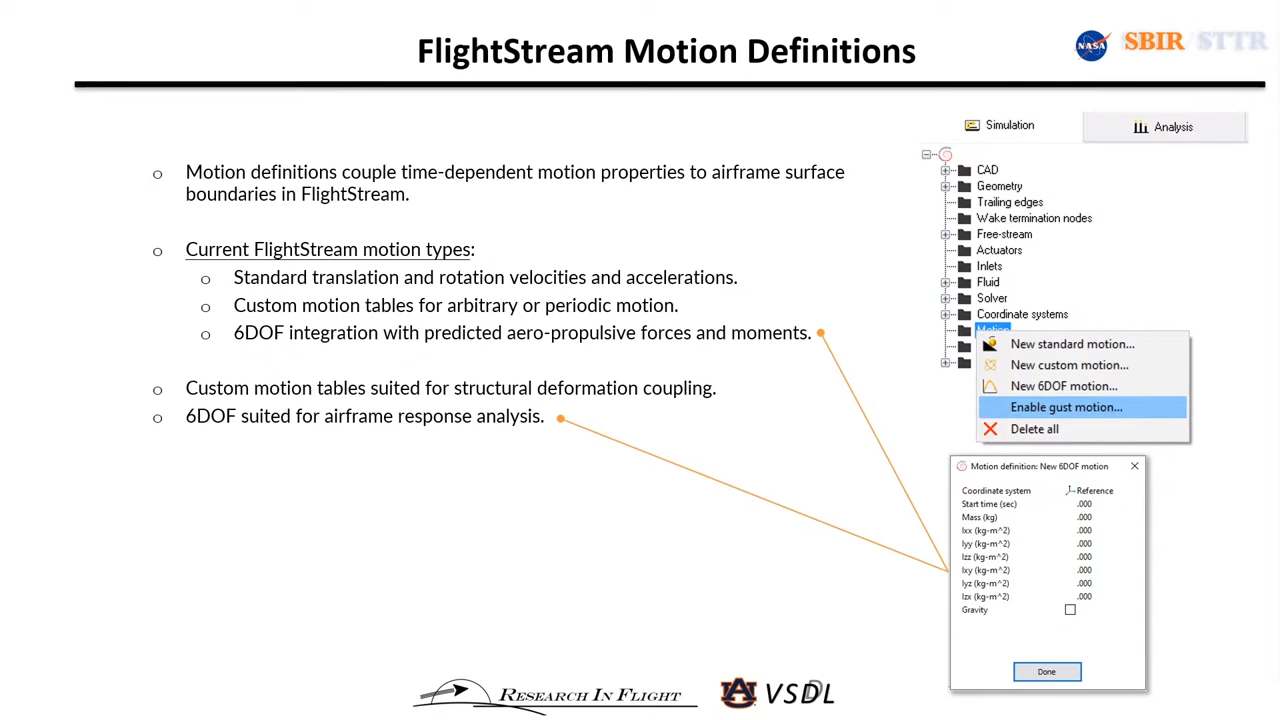 FlightStream Motion Definitions
NASA
SBIR STTR
o Motion definitions couple time-dependent motion properties to airframe surface
boundaries in FlightStream.
o Current FlightStream motion types:
o Standard translation and rotation velocities and accelerations.
o Custom motion tables for arbitrary or periodic motion.
o 6DOF integration with predicted aero-propulsive forces and moments.
o Custom motion tables suited for structural deformation coupling.
o 6DOF suited for airframe response analysis.
Simulation
Analysis
CAD
Geometry
Trailing edges
Wake termination nodes
Free-stream
Actuators
Inlets
Fluid
Solver
Coordinate systems
Motion
New standard motion...
New custom motion...
New 6DOF motion...
Enable gust motion...
Delete all
Motion definition: New 6DOF motion
Coordinate system Reference
Start time (sec) .000
Mass (kg) .000
Ixx (kg-m^2) .000
Iyy (kg-m^2) .000
Izz (kg-m^2) .000
Ixy (kg-m^2) .000
Iyz (kg-m^2) .000
Izx (kg-m^2) .000
Gravity
Done
RESEARCH IN FLIGHT
AU VSDL